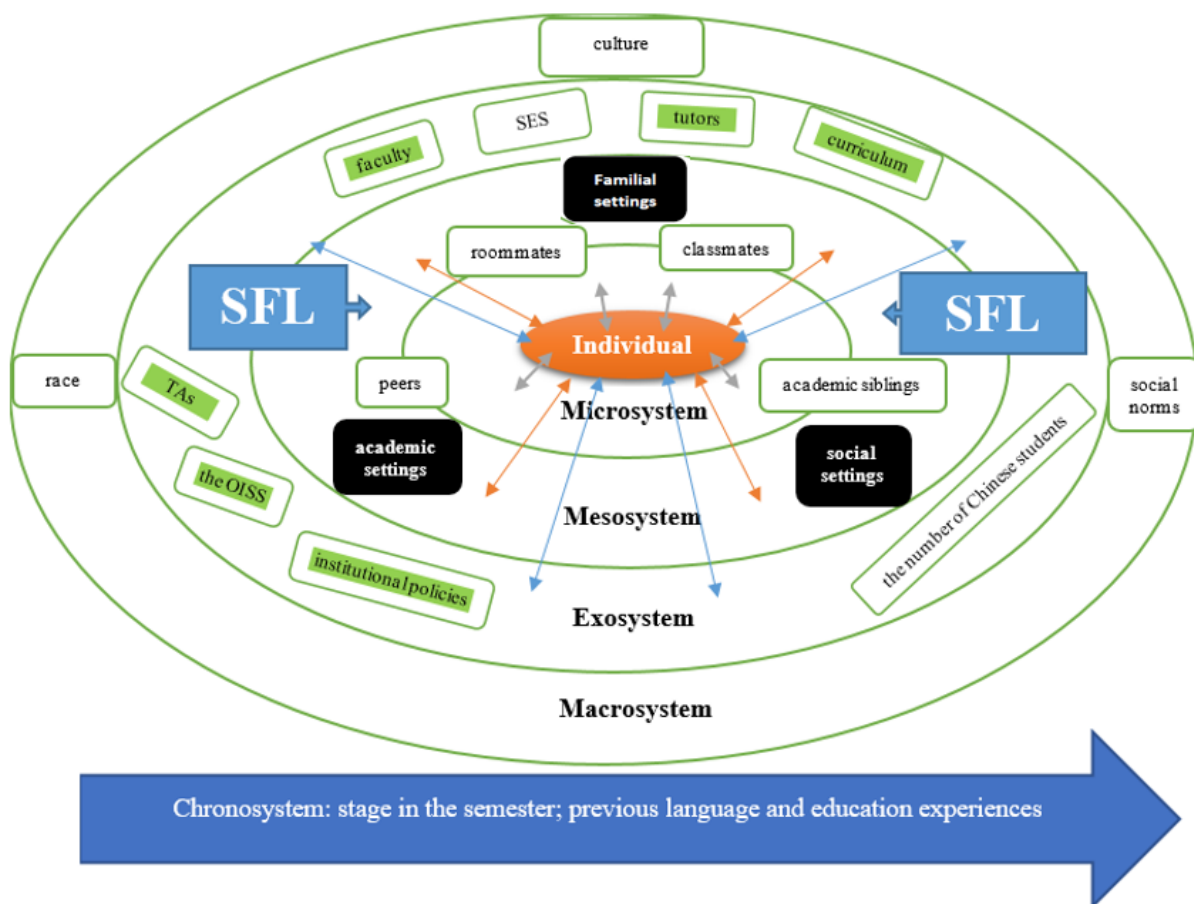 culture
SES
tutors
faculty
curriculum
Familial
settings
roommates
classmates
SFL
SFL
Individual
race
TAs
peers
academic siblings
social
norms
Microsystem
academic
settings
social
settings
the OISS
the number of Chinese students
Mesosystem
institutional policies
Exosystem
Macrosystem
Chronosystem: stage in the semester; previous language and education experiences